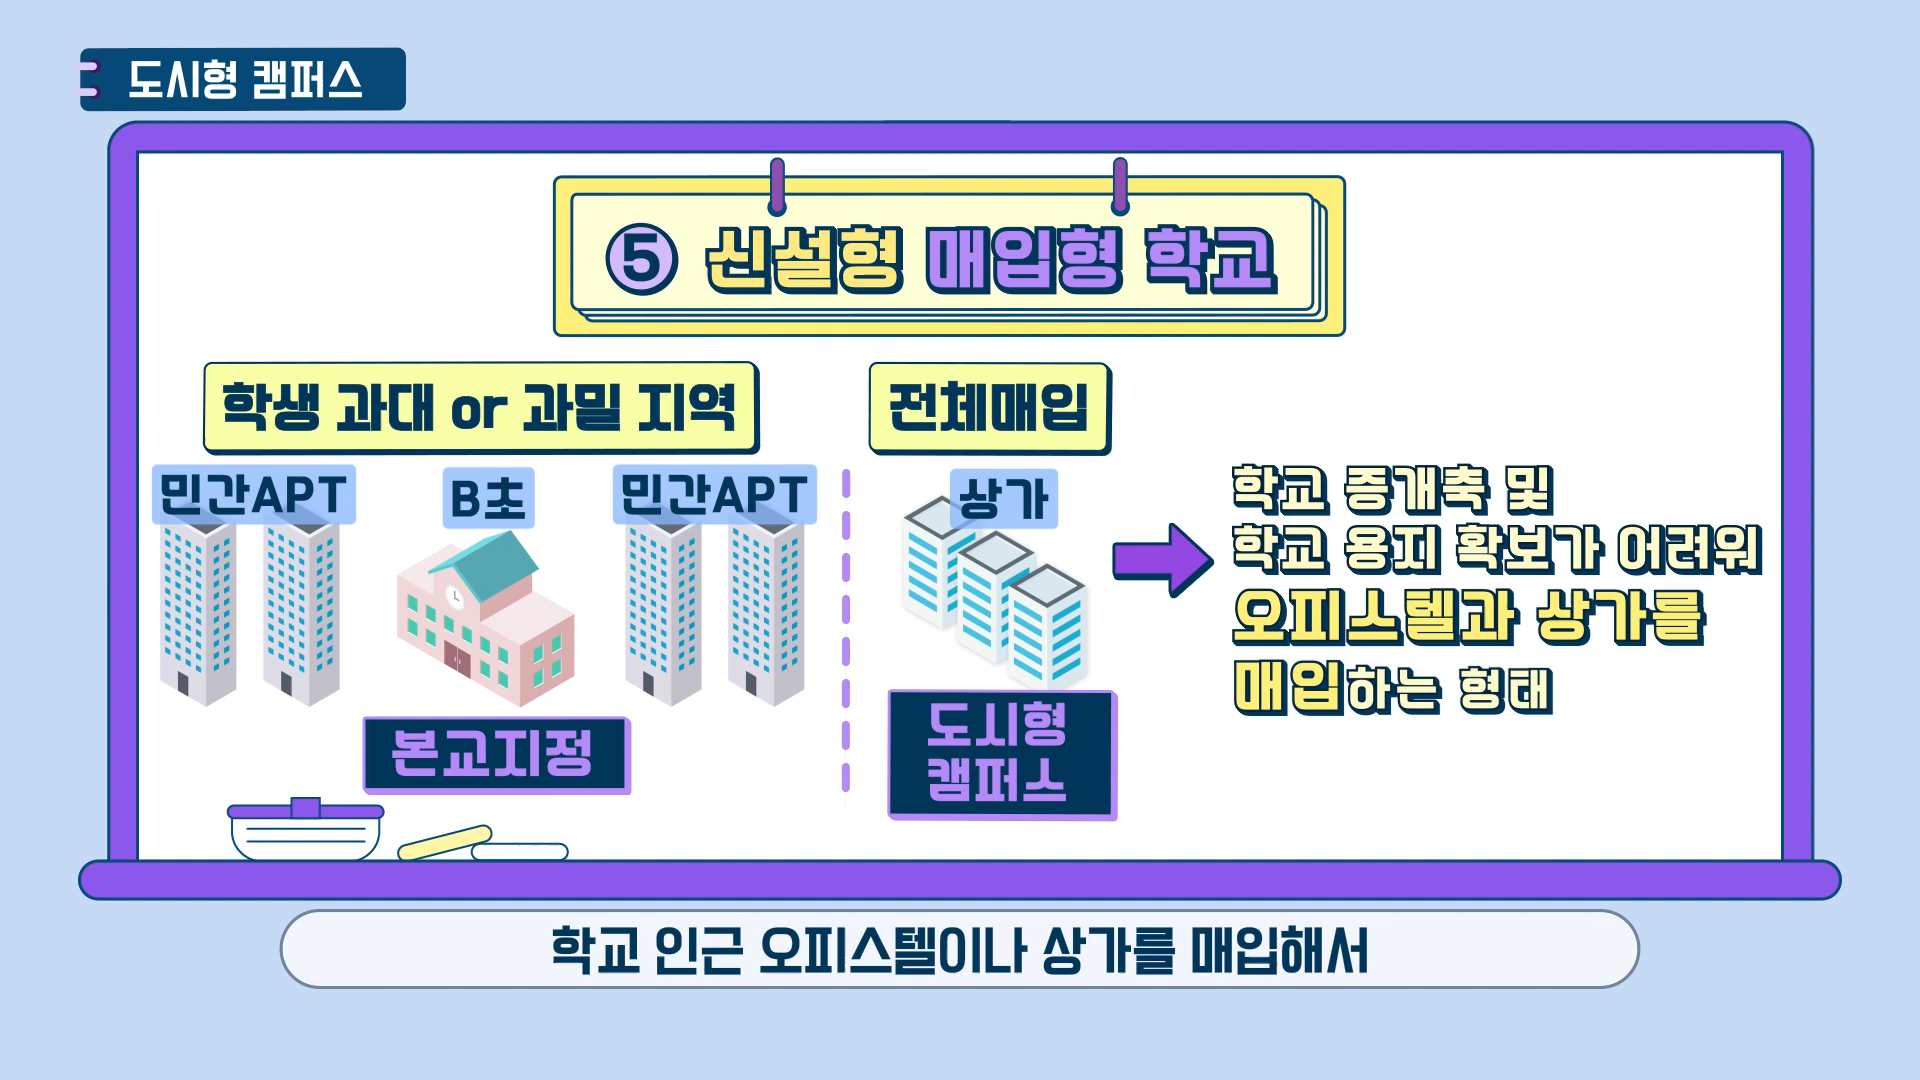 도시형 캠퍼스
⑤ 신설형 매입형 학교
학생 과대 or 과밀 지역
민간APT
B초
민간APT
본교지정
전체매입
상가
도시형
캠퍼스
학교 증개축 및
학교 용지 확보가 어려워
오피스텔과 상가를
매입하는 형태
학교 인근 오피스텔이나 상가를 매입해서